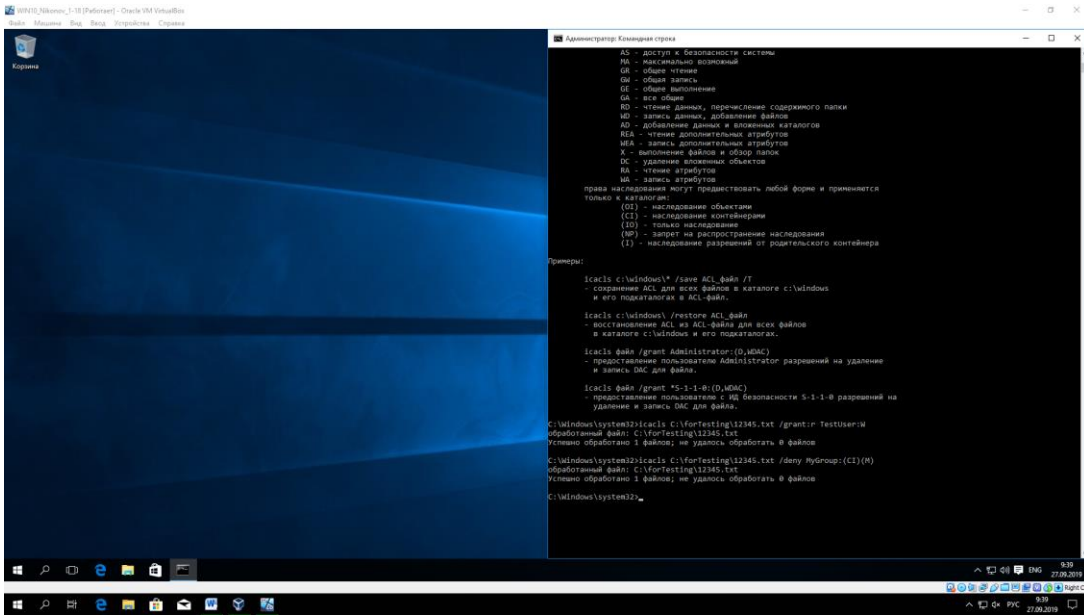 WIN10_Nikonov_1-18 [Работает] - Oracle VM VirtualBox
Файл Машина Вид Ввод Устройства Справка
Корзина
Администратор: Командная строка
AS - доступ к безопасности системы
MA - максимально возможный
GR - общее чтение
GW - общая запись
GE - общее выполнение
GA - все общие
RD - чтение данных, перечисление содержимого папки
WD - запись данных, добавление файлов
AD - добавление данных и вложенных каталогов
REA - чтение дополнительных атрибутов
WEA - запись дополнительных атрибутов
X - выполнение файлов и обзор папок
DC - удаление вложенных объектов
RA - чтение атрибутов
WA - запись атрибутов
права наследования могут предшествовать любой форме и применяются
только к каталогам:
(OI) - наследование объектами
(CI) - наследование контейнерами
(IO) - только наследование
(NP) - запрет на распространение наследования
(I) - наследование разрешений от родительского контейнера
Примеры:
icacls c:\windows\* /save ACL_файл /T
- сохранение ACL для всех файлов в каталоге c:\windows
и его подкаталогах в ACL-файл.
icacls c:\windows\ /restore ACL_файл
- восстановление ACL из ACL-файла для всех файлов
в каталоге c:\windows и его подкаталогах.
icacls файл /grant Administrator:(D,WDAC)
- предоставление пользователю Administrator разрешений на удаление
и запись DAC для файла.
icacls файл /grant *S-1-1-0:(D,WDAC)
- предоставление пользователю с ИД безопасности S-1-1-0 разрешений на
удаление и запись DAC для файла.
C:\Windows\system32>icacls C:\forTesting\12345.txt /grant:r TestUser:W
обработанный файл: C:\forTesting\12345.txt
Успешно обработано 1 файлов; не удалось обработать 0 файлов
C:\Windows\system32>icacls C:\forTesting\12345.txt /deny MyGroup:(CI)(M)
обработанный файл: C:\forTesting\12345.txt
Успешно обработано 1 файлов; не удалось обработать 0 файлов
C:\Windows\system32>
ENG
9:39
27.09.2019
Right C
РУС
9:39
27.09.2019